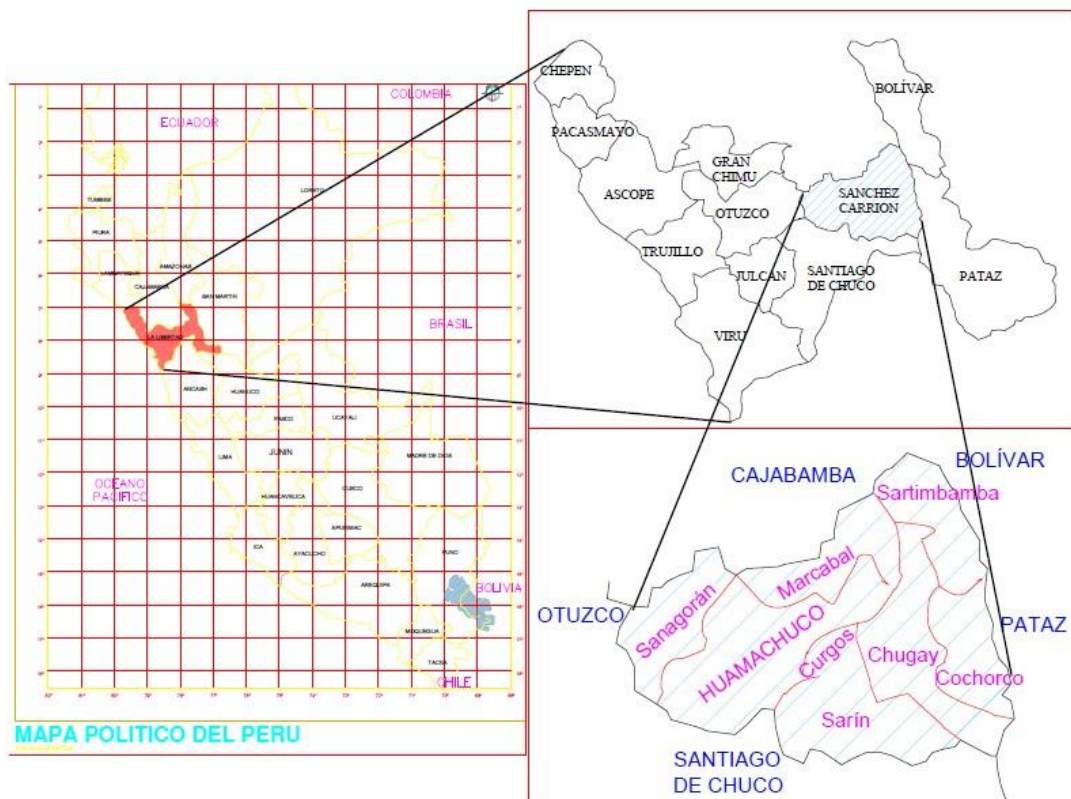 COLOMBIA
ECUADOR
LORETO
TUMBES
PIURA
AMAZONAS
CAJAMARCA
SAN MARTIN
BRASIL
LA LIBERTAD
ANCASH
HUANUCO
PASCO
UCAYALI
LIMA
JUNIN
MADRE DE DIOS
OCEANO
PACIFICO
HUANCAVELICA
CUSCO
APURIMAC
ICA
AYACUCHO
PUNO
AREQUIPA
BOLIVIA
MOQUEGUA
TACNA
CHILE
MAPA POLITICO DEL PERU
CHEPEN
BOLÍVAR
PACASMAYO
GRAN
CHIMU
ASCOPE
SANCHEZ
CARRION
OTUZCO
TRUJILLO
JULCAN
SANTIAGO
DE CHUCO
PATAZ
VIRU
CAJABAMBA
BOLÍVAR
Sartimbamba
Marcabal
Sanagorán
OTUZCO
HUAMACHUCO
Curgos
Chugay
PATAZ
Cochorco
Sarín
SANTIAGO
DE CHUCO